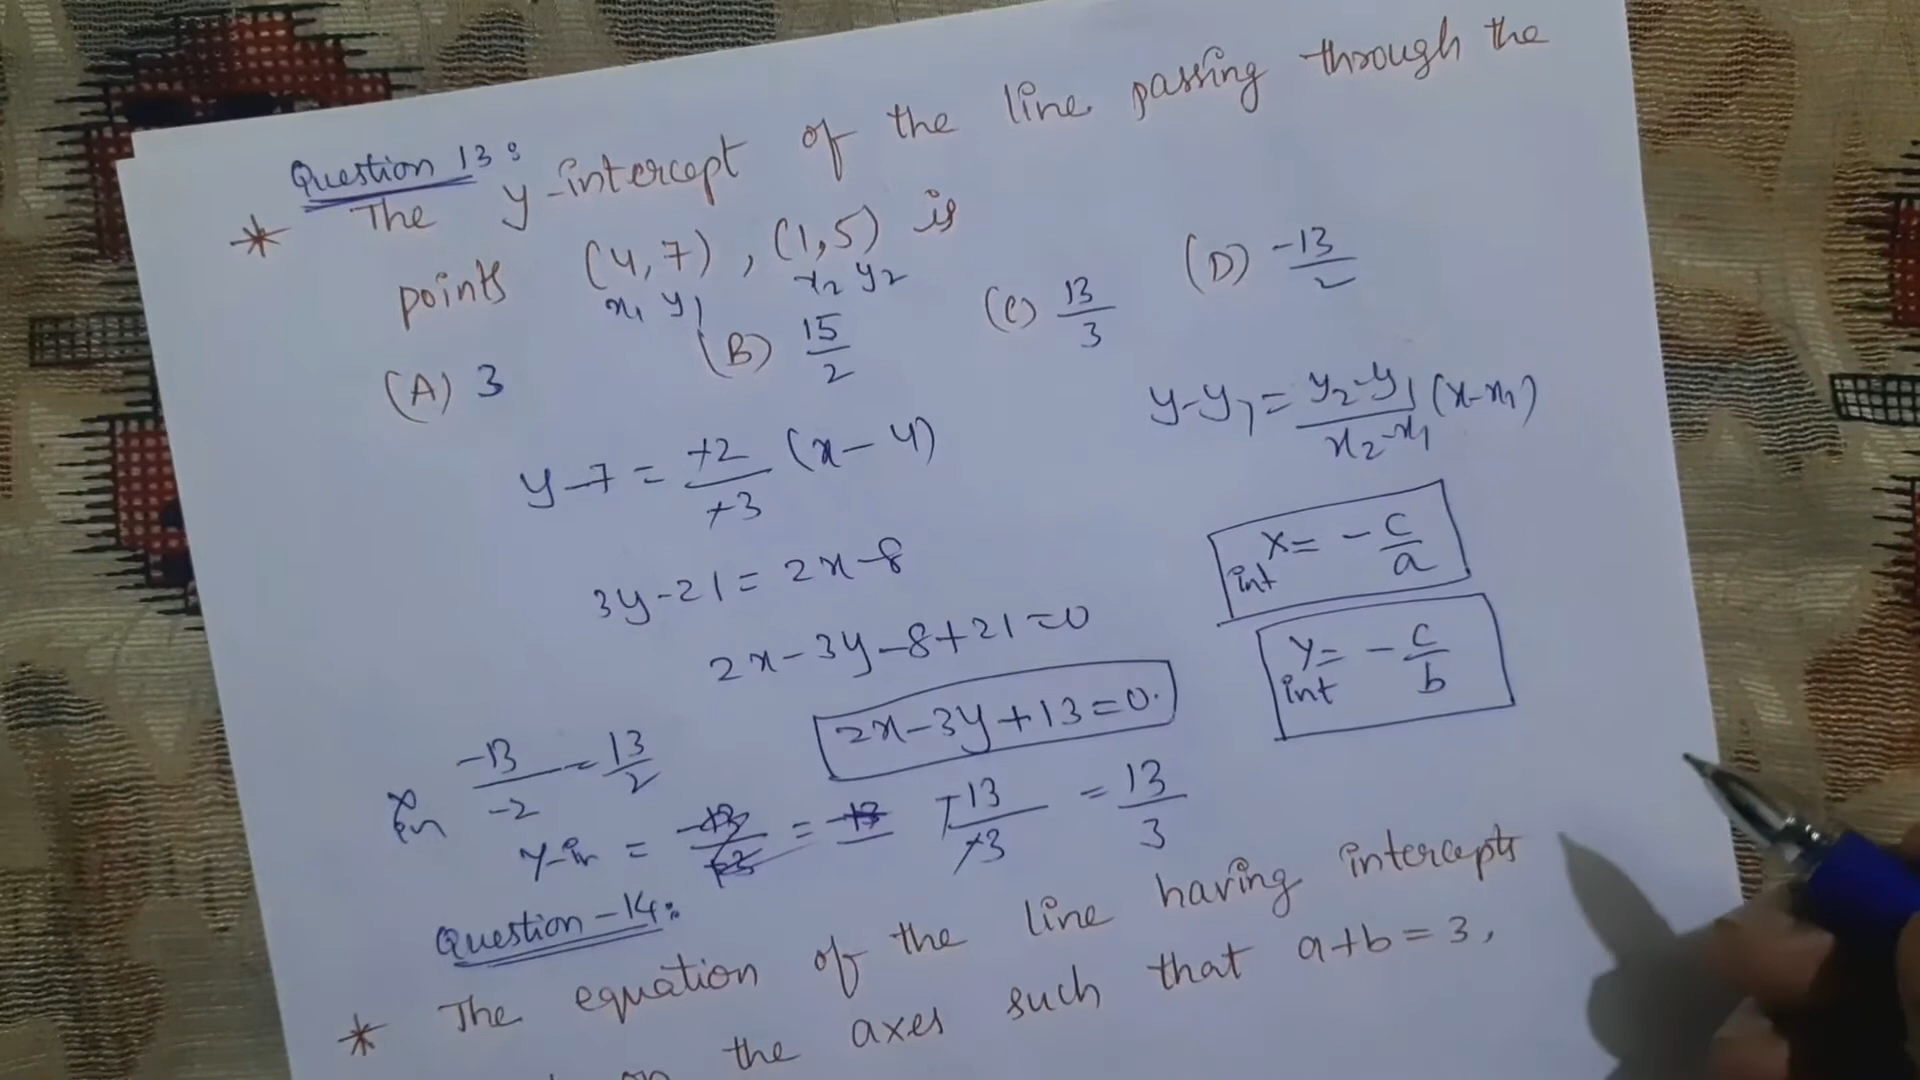 Question 13:
* The y-intercept of the line passing through the
points (4,7), (1,5) is
x1 y1 x2 y2
(A) 3 (B) 15/2 (C) 13/3 (D) -13/2
y-y1 = y2-y1/x2-x1 (x-x1)
y-7 = +2/+3 (x-4)
3y-21 = 2x-8
2x-3y-8+21=0
2x-3y+13=0.
x int = -c/a
y int = -c/b
-13/-2 = 13/2
y-in = = -13/-3 = 13/3
Question-14:
* The equation of the line having intercepts
on the axes such that a+b=3,